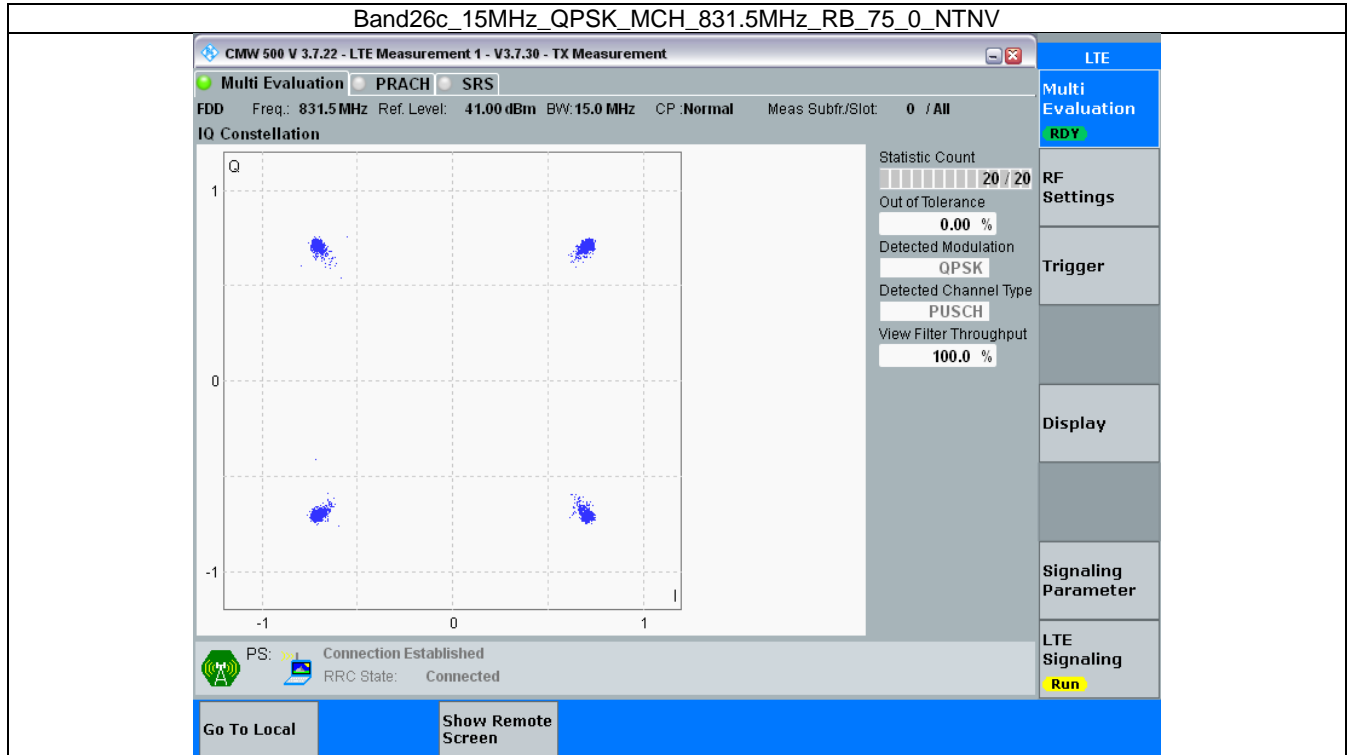 Band26c_15MHz_QPSK_MCH_831.5MHz_RB_75_0_NTNV
CMW 500 V 3.7.22 - LTE Measurement 1 - V3.7.30 - TX Measurement
LTE
Multi Evaluation PRACH SRS
Multi
Evaluation
RDY
FDD Freq.: 831.5 MHz Ref. Level: 41.00 dBm BW: 15.0 MHz CP :Normal Meas Subfr./Slot: 0 / All
IQ Constellation
Q
1
0
-1
I
-1 0 1
Statistic Count
20 / 20
Out of Tolerance
0.00 %
Detected Modulation
QPSK
Detected Channel Type
PUSCH
View Filter Throughput
100.0 %
RF
Settings
Trigger
Display
Signaling
Parameter
LTE
Signaling
Run
PS: Connection Established
RRC State: Connected
Go To Local
Show Remote
Screen